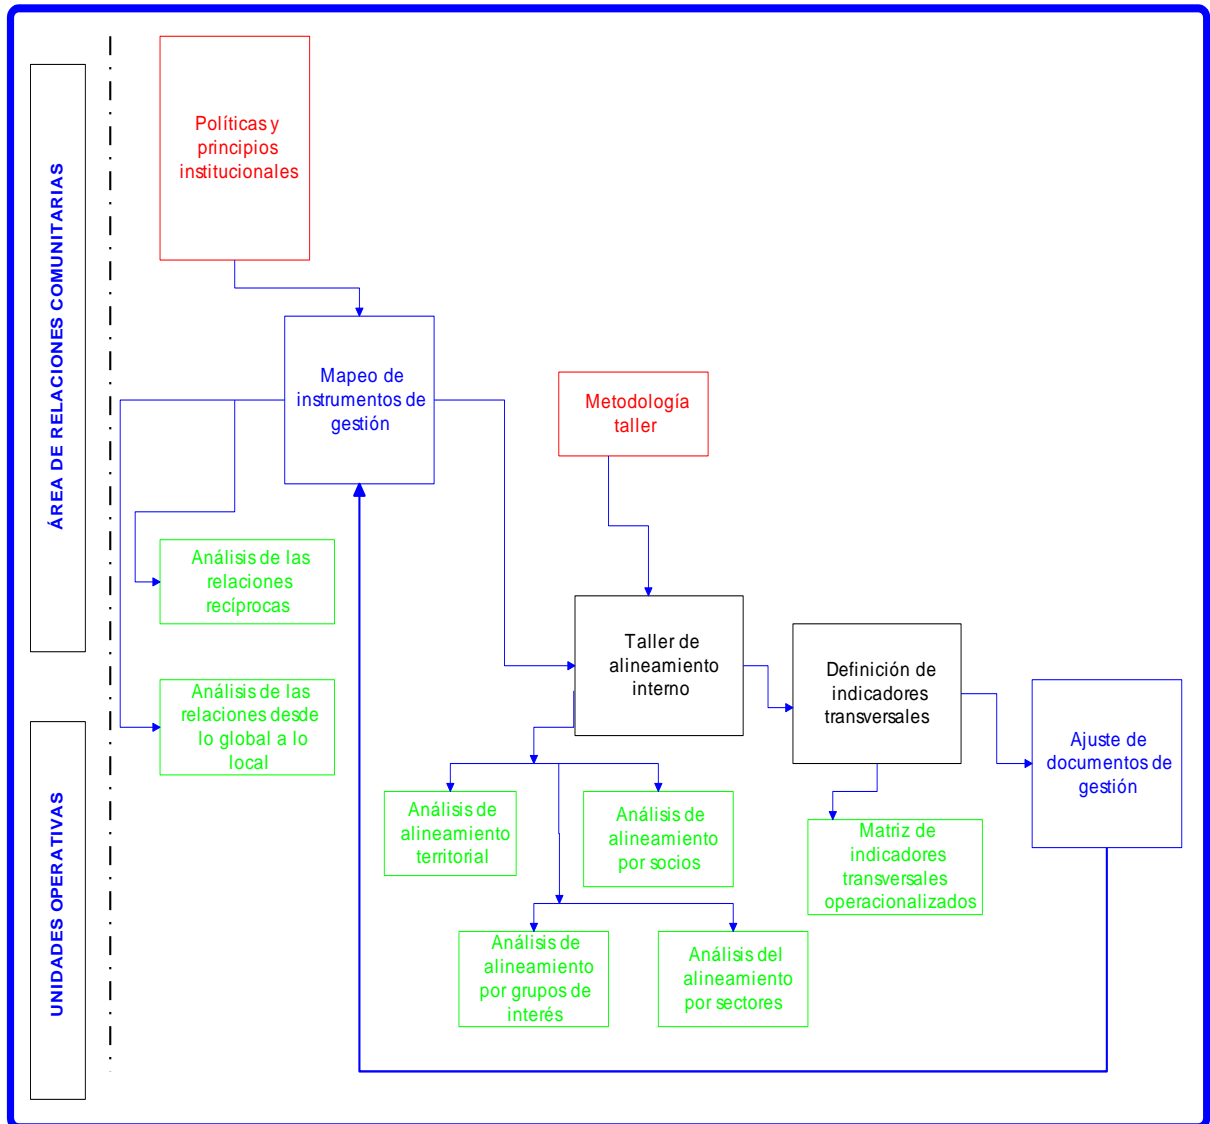 ÁREA DE RELACIONES COMUNITARIAS
UNIDADES OPERATIVAS
Políticas y
principios
institucionales
Mapeo de
instrumentos de
gestión
Metodología
taller
Análisis de las
relaciones
recíprocas
Análisis de las
relaciones desde
lo global a lo
local
Taller de
alineamiento
interno
Definición de
indicadores
transversales
Ajuste de
documentos de
gestión
Análisis de
alineamiento
territorial
Análisis de
alineamiento
por socios
Matriz de
indicadores
transversales
operacionalizados
Análisis de
alineamiento
por grupos de
interés
Análisis del
alineamiento
por sectores